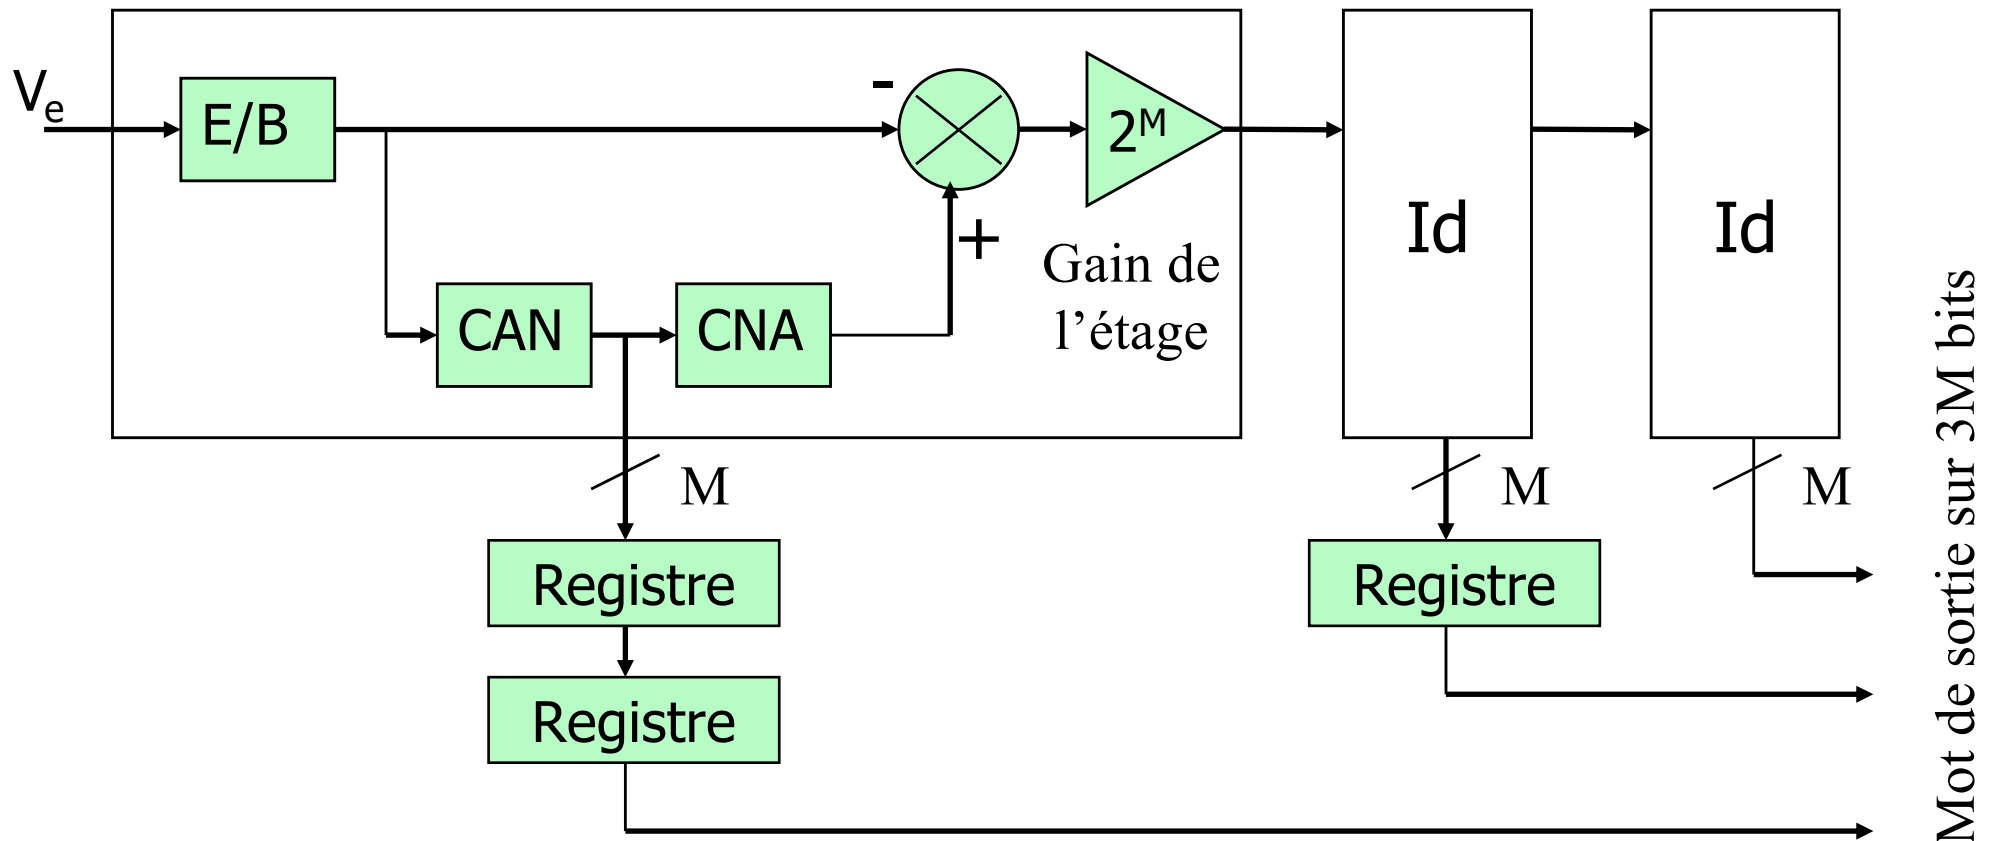 Vₑ
E/B
-
2ᴹ
Id
Id
+
Gain de
l’étage
CAN
CNA
M
M
M
Registre
Registre
Registre
Mot de sortie sur 3M bits